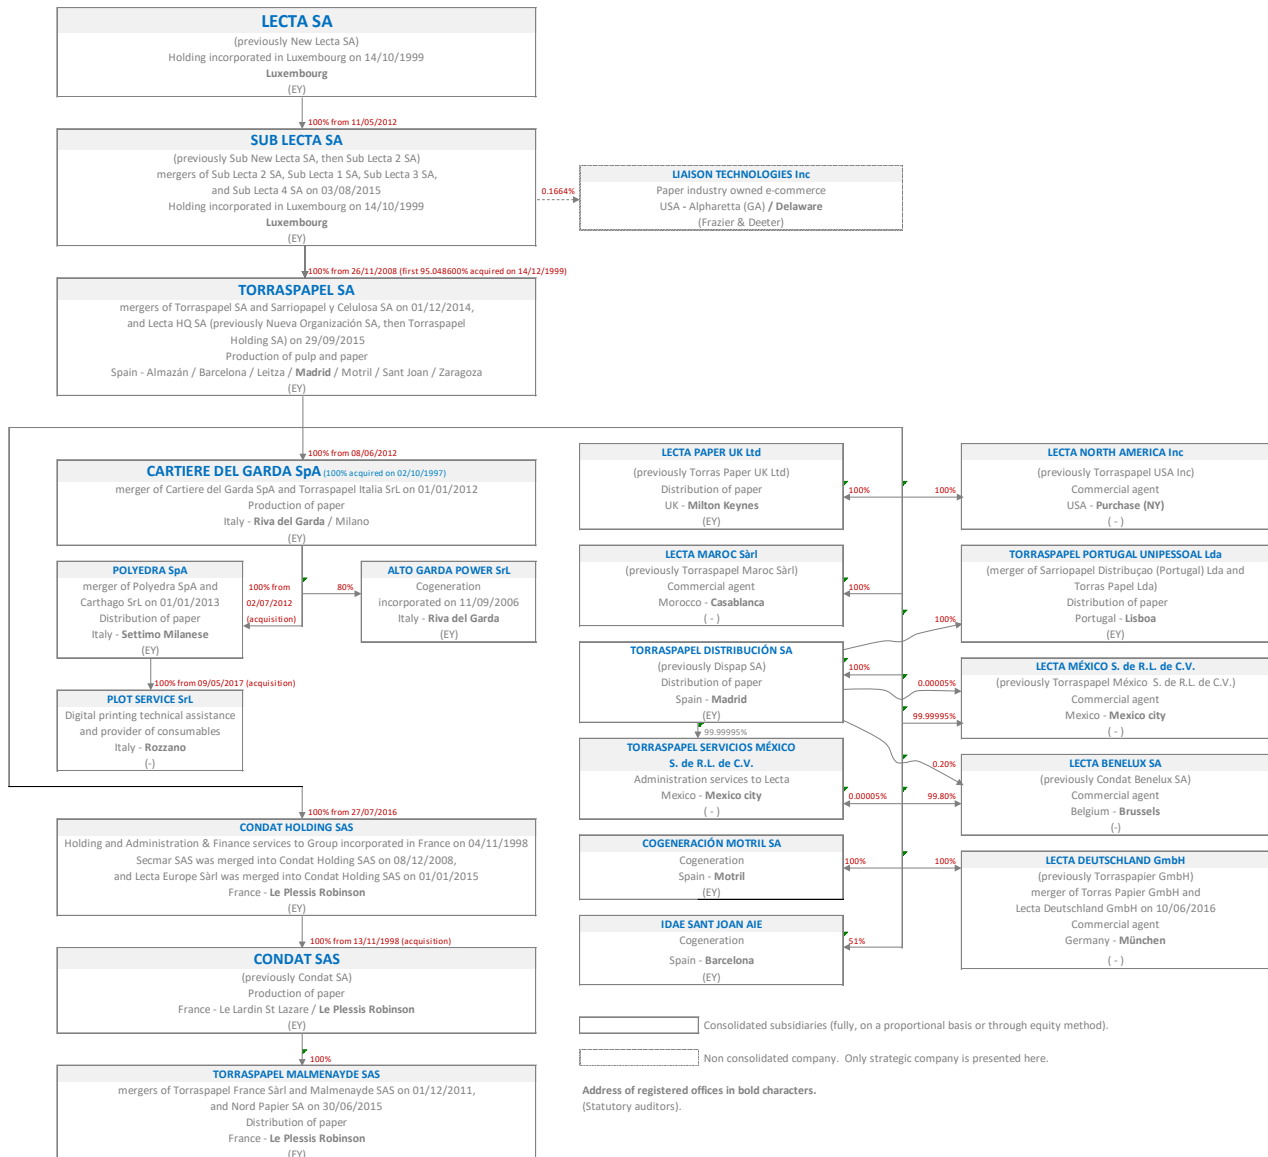 LECTA SA
(previously New Lecta SA)
Holding incorporated in Luxembourg on 14/10/1999
Luxembourg
(EY)
100% from 11/05/2012
SUB LECTA SA
(previously Sub New Lecta SA, then Sub Lecta 2 SA)
mergers of Sub Lecta 2 SA, Sub Lecta 1 SA, Sub Lecta 3 SA,
and Sub Lecta 4 SA on 03/08/2015
Holding incorporated in Luxembourg on 14/10/1999
Luxembourg
(EY)
0.1664%
LIAISON TECHNOLOGIES Inc
Paper industry owned e-commerce
USA - Alpharetta (GA) / Delaware
(Frazier & Deeter)
100% from 26/11/2008 (first 95.048600% acquired on 14/12/1999)
TORRASPAPEL SA
mergers of Torraspapel SA and Sarriopapel y Celulosa SA on 01/12/2014,
and Lecta HQ SA (previously Nueva Organización SA, then Torraspapel
Holding SA) on 29/09/2015
Production of pulp and paper
Spain - Almazán / Barcelona / Leitza / Madrid / Motril / Sant Joan / Zaragoza
(EY)
100% from 08/06/2012
CARTIERE DEL GARDA SpA (100% acquired on 02/10/1997)
merger of Cartiere del Garda SpA and Torraspapel Italia SrL on 01/01/2012
Production of paper
Italy - Riva del Garda / Milano
(EY)
POLYEDRA SpA
merger of Polyedra SpA and
Carthago SrL on 01/01/2013
Distribution of paper
Italy - Settimo Milanese
(EY)
100% from
02/07/2012
(acquisition)
80%
ALTO GARDA POWER SrL
Cogeneration
incorporated on 11/09/2006
Italy - Riva del Garda
(EY)
100% from 09/05/2017 (acquisition)
PLOT SERVICE SrL
Digital printing technical assistance
and provider of consumables
Italy - Rozzano
(-)
100% from 27/07/2016
CONDAT HOLDING SAS
Holding and Administration & Finance services to Group incorporated in France on 04/11/1998
Secmar SAS was merged into Condat Holding SAS on 08/12/2008,
and Lecta Europe Sàrl was merged into Condat Holding SAS on 01/01/2015
France - Le Plessis Robinson
(EY)
100% from 13/11/1998 (acquisition)
CONDAT SAS
(previously Condat SA)
Production of paper
France - Le Lardin St Lazare / Le Plessis Robinson
(EY)
100%
TORRASPAPEL MALMENAYDE SAS
mergers of Torraspapel France Sàrl and Malmenayde SAS on 01/12/2011,
and Nord Papier SA on 30/06/2015
Distribution of paper
France - Le Plessis Robinson
(EY)
LECTA PAPER UK Ltd
(previously Torras Paper UK Ltd)
Distribution of paper
UK - Milton Keynes
(EY)
100%
100%
LECTA NORTH AMERICA Inc
(previously Torraspapel USA Inc)
Commercial agent
USA - Purchase (NY)
( - )
LECTA MAROC Sàrl
(previously Torraspapel Maroc Sàrl)
Commercial agent
Morocco - Casablanca
( - )
100%
TORRASPAPEL PORTUGAL UNIPESSOAL Lda
(merger of Sarriopapel Distribuçao (Portugal) Lda and
Torras Papel Lda)
Distribution of paper
Portugal - Lisboa
(EY)
100%
TORRASPAPEL DISTRIBUCIÓN SA
(previously Dispap SA)
Distribution of paper
Spain - Madrid
(EY)
100%
0.00005%
99.99995%
LECTA MÉXICO S. de R.L. de C.V.
(previously Torraspapel México S. de R.L. de C.V.)
Commercial agent
Mexico - Mexico city
( - )
99.99995%
TORRASPAPEL SERVICIOS MÉXICO
S. de R.L. de C.V.
Administration services to Lecta
Mexico - Mexico city
( - )
0.00005%
0.20%
99.80%
LECTA BENELUX SA
(previously Condat Benelux SA)
Commercial agent
Belgium - Brussels
(-)
COGENERACIÓN MOTRIL SA
Cogeneration
Spain - Motril
(EY)
100%
100%
LECTA DEUTSCHLAND GmbH
(previously Torraspapier GmbH)
merger of Torras Papier GmbH and
Lecta Deutschland GmbH on 10/06/2016
Commercial agent
Germany - München
( - )
IDAE SANT JOAN AIE
Cogeneration
Spain - Barcelona
(EY)
51%
Consolidated subsidiaries (fully, on a proportional basis or through equity method).
Non consolidated company. Only strategic company is presented here.
Address of registered offices in bold characters.
(Statutory auditors).